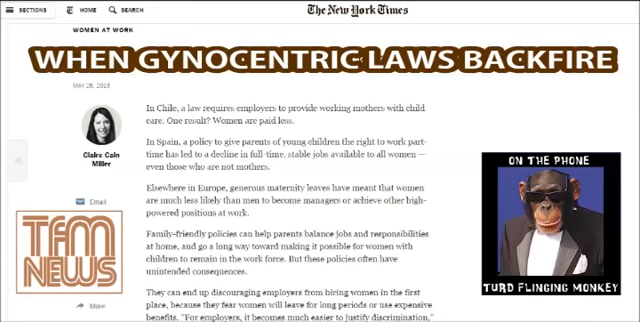 SECTIONS HOME SEARCH The New York Times
WOMEN AT WORK
WHEN GYNOCENTRIC LAWS BACKFIRE
MAY 26, 2015
Claire Cain
Miller
Email
More
In Chile, a law requires employers to provide working mothers with child
care. One result? Women are paid less.
In Spain, a policy to give parents of young children the right to work part-
time has led to a decline in full-time, stable jobs available to all women —
even those who are not mothers.
Elsewhere in Europe, generous maternity leaves have meant that women
are much less likely than men to become managers or achieve other high-
powered positions at work.
Family-friendly policies can help parents balance jobs and responsibilities
at home, and go a long way toward making it possible for women with
children to remain in the work force. But these policies often have
unintended consequences.
They can end up discouraging employers from hiring women in the first
place, because they fear women will leave for long periods or use expensive
benefits. "For employers, it becomes much easier to justify discrimination,"
TFM
NEWS
ON THE PHONE
TURD FLINGING MONKEY